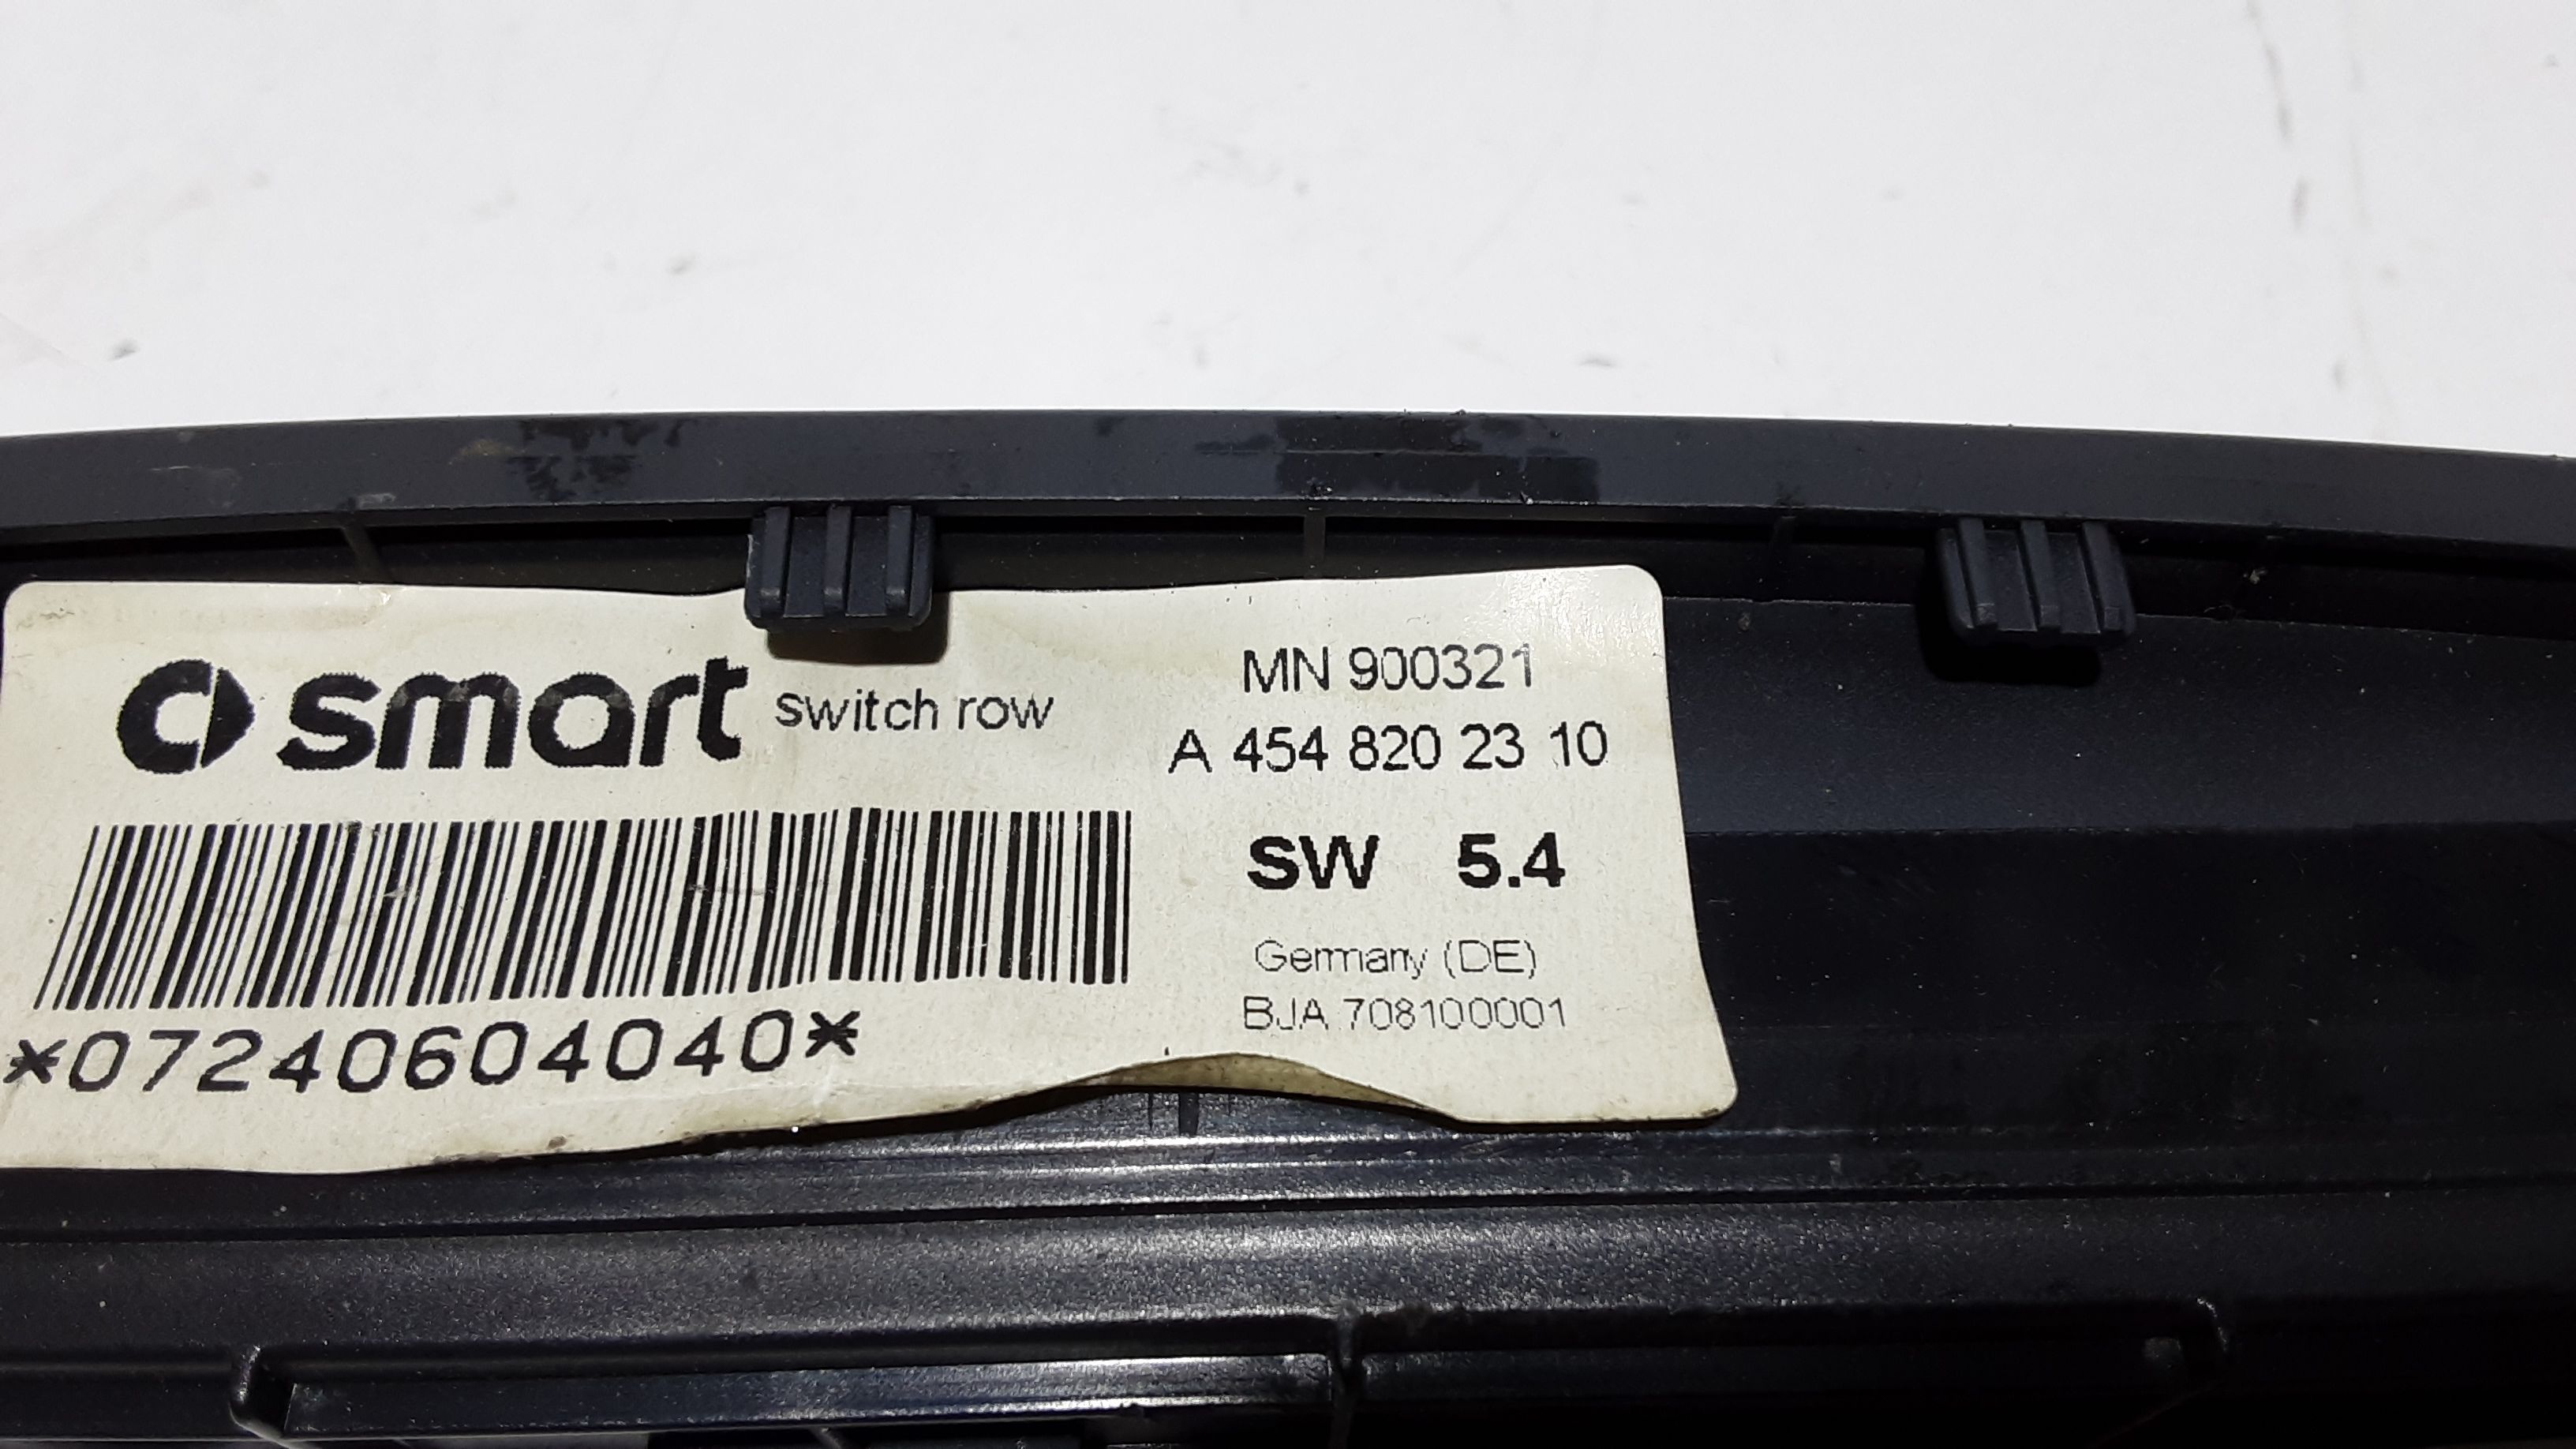 smart switch row
MN 900321
A 454 820 23 10
SW 5.4
Germany (DE)
BJA 708100001
*07240604040*